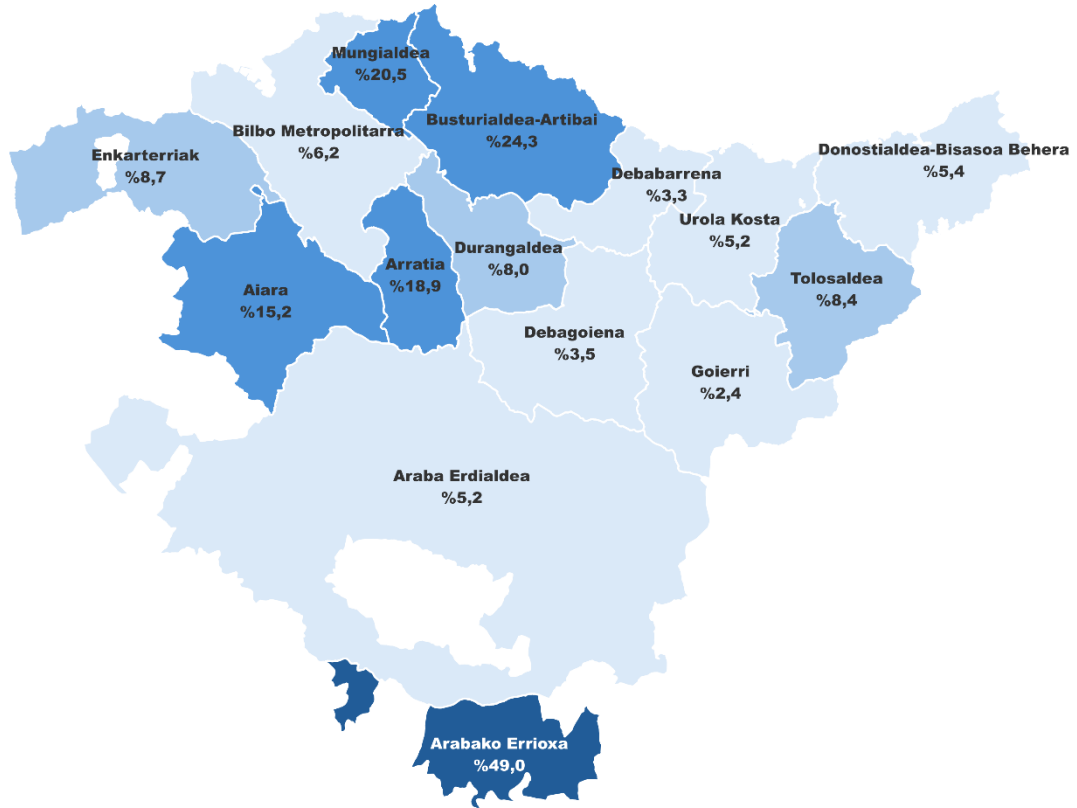 Mungialdea
%20,5
Busturialdea-Artibai
%24,3
Bilbo Metropolitarra
%6,2
Enkarterriak
%8,7
Donostialdea-Bisasoa Behera
%5,4
Debabarrena
%3,3
Urola Kosta
%5,2
Durangaldea
%8,0
Arratia
%18,9
Aiara
%15,2
Tolosaldea
%8,4
Debagoiena
%3,5
Goierri
%2,4
Araba Erdialdea
%5,2
Arabako Errioxa
%49,0